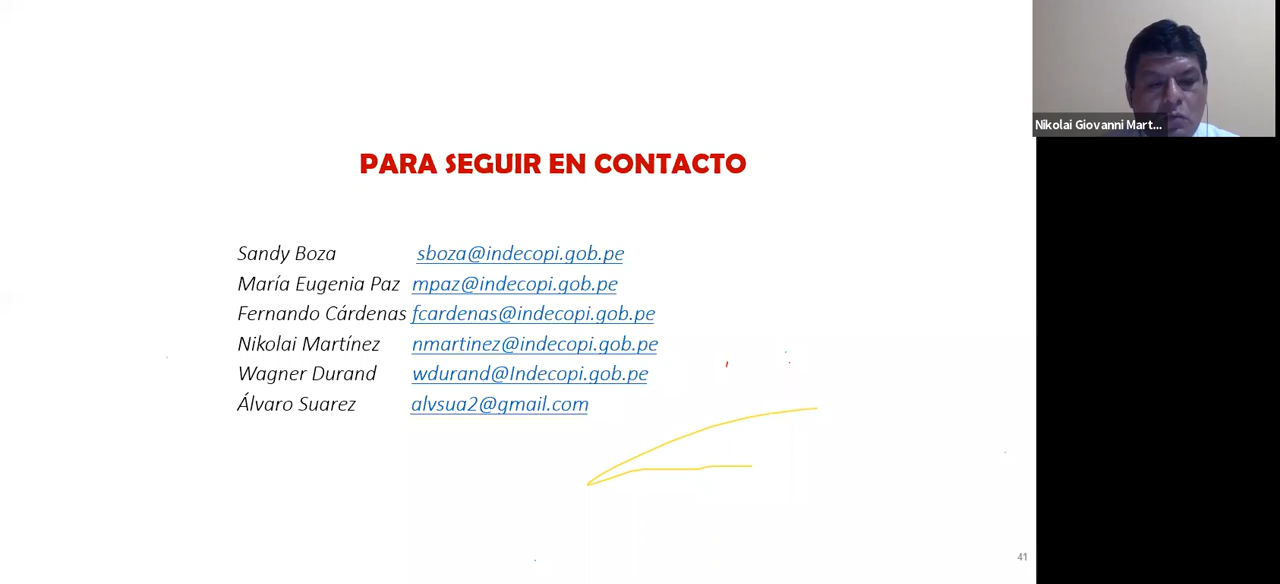 PARA SEGUIR EN CONTACTO
Sandy Boza sboza@indecopi.gob.pe
María Eugenia Paz mpaz@indecopi.gob.pe
Fernando Cárdenas fcardenas@indecopi.gob.pe
Nikolai Martínez nmartinez@indecopi.gob.pe
Wagner Durand wdurand@Indecopi.gob.pe
Álvaro Suarez alvsua2@gmail.com
41
Nikolai Giovanni Mart...